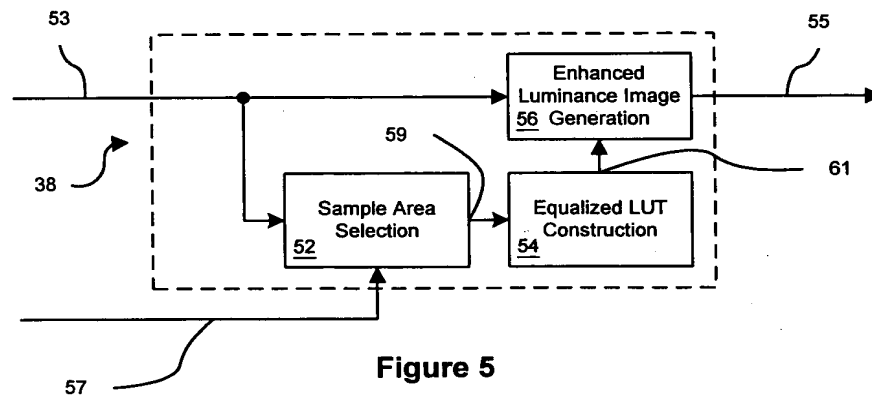 53
55
Enhanced
Luminance Image
56 Generation
59
38
61
Sample Area
Selection
52
Equalized LUT
Construction
54
Figure 5
57